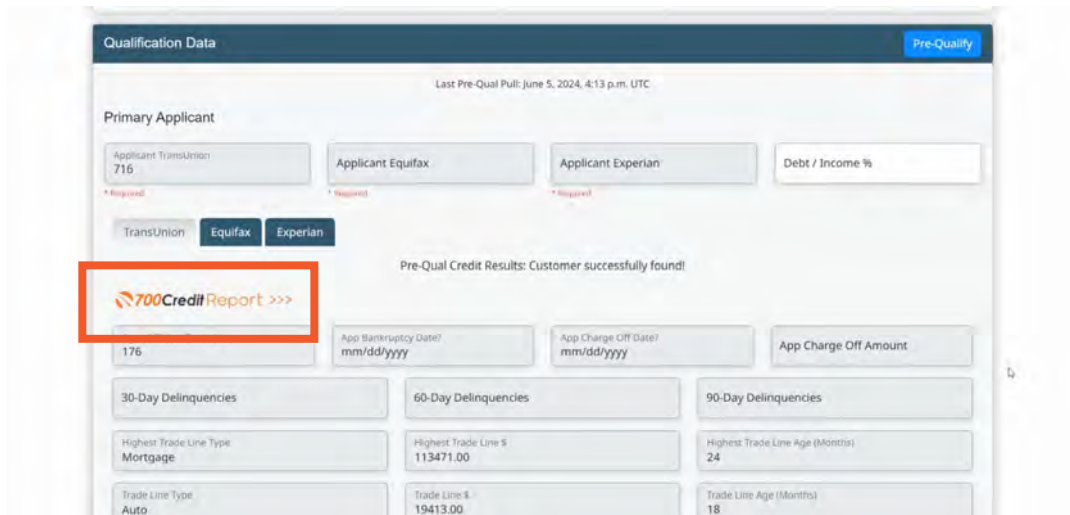 Qualification Data
Pre-Qualify
Last Pre-Qual Pull: June 5, 2024, 4:13 p.m. UTC
Primary Applicant
Applicant TransUnion
716
Applicant Equifax
Applicant Experian
Debt / Income %
* Required
* Required
* Required
TransUnion Equifax Experian
Pre-Qual Credit Results: Customer successfully found!
700CreditReport >>>
176
App Bankruptcy Date?
mm/dd/yyyy
App Charge Off Date?
mm/dd/yyyy
App Charge Off Amount
30-Day Delinquencies
60-Day Delinquencies
90-Day Delinquencies
Highest Trade Line Type
Mortgage
Highest Trade Line $
113471.00
Highest Trade Line Age (Months)
24
Trade Line Type
Auto
Trade Line $
19413.00
Trade Line Age (Months)
18